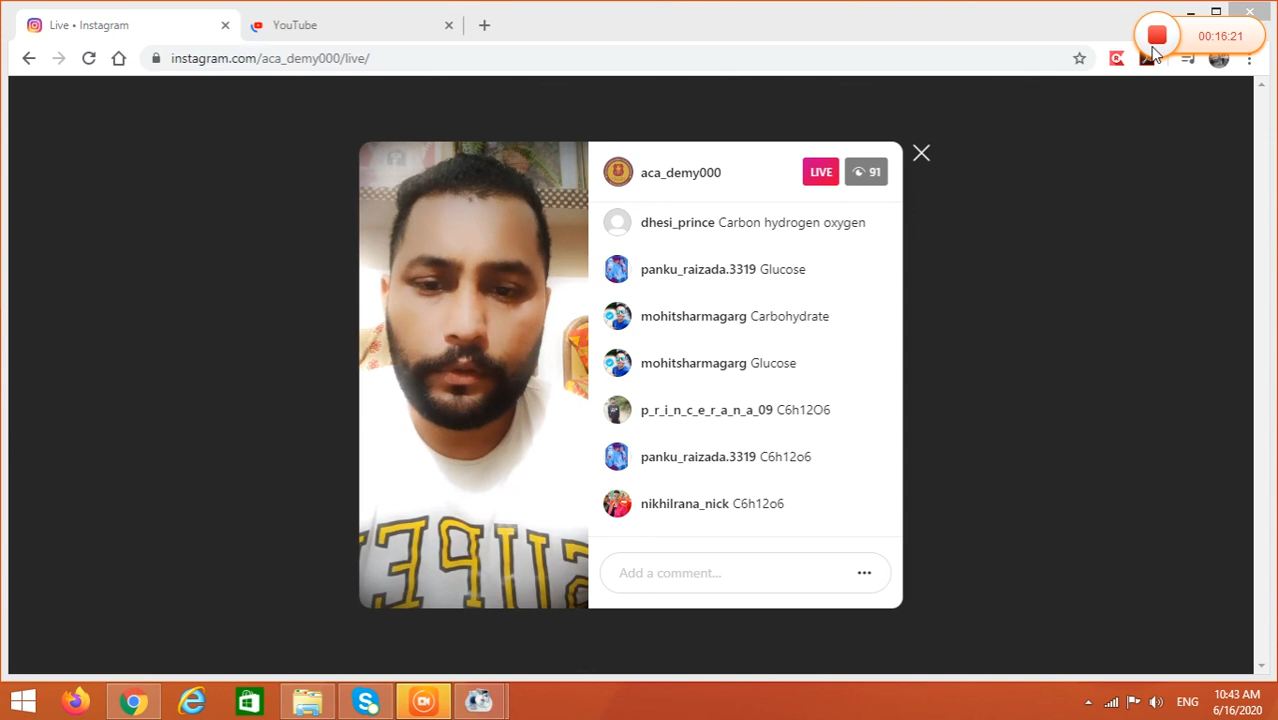 Live • Instagram
YouTube
00:16:21
instagram.com/aca_demy000/live/
aca_demy000
LIVE
91
dhesi_prince Carbon hydrogen oxygen
panku_raizada.3319 Glucose
mohitsharmagarg Carbohydrate
mohitsharmagarg Glucose
p_r_i_n_c_e_r_a_n_a_09 C6h12O6
panku_raizada.3319 C6h12o6
nikhilrana_nick C6h12o6
Add a comment...
ENG
10:43 AM
6/16/2020